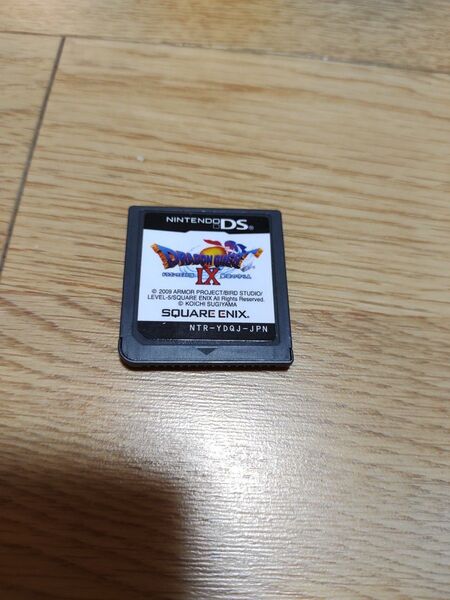 NINTENDO DS
DRAGON QUEST
IX
© 2009 ARMOR PROJECT/BIRD STUDIO/
LEVEL-5/SQUARE ENIX All Rights Reserved.
© KOICHI SUGIYAMA
SQUARE ENIX.
NTR-YDQJ-JPN